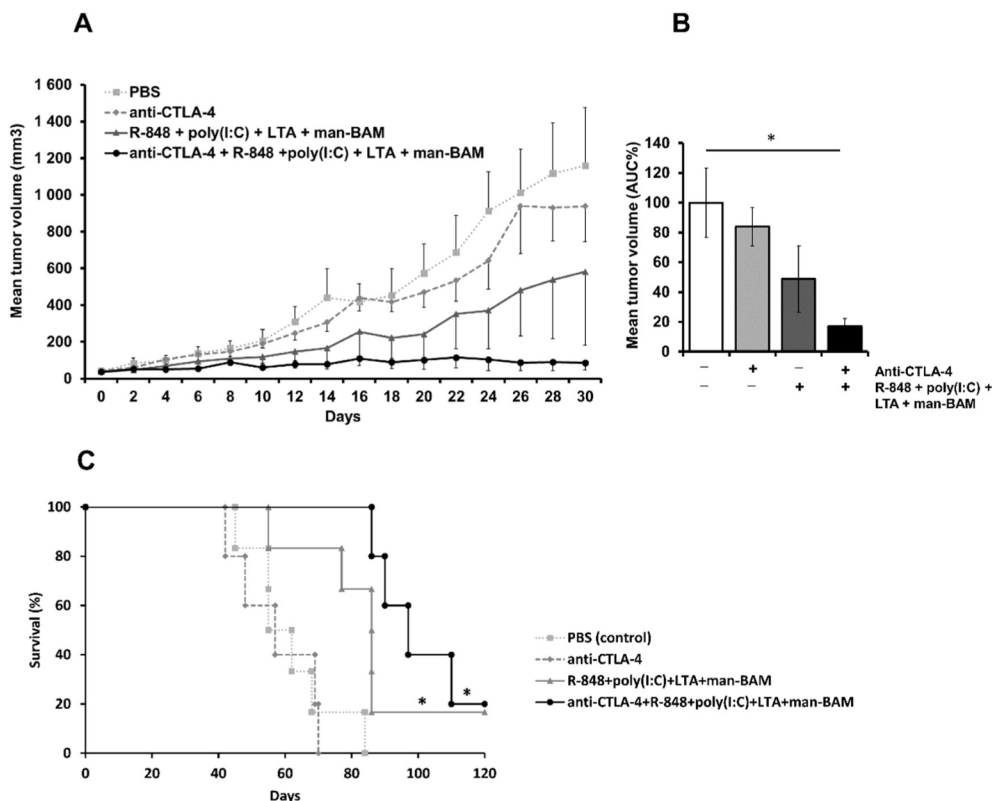 A
Mean tumor volume (mm3)
1 600
1 400
1 200
1 000
800
600
400
200
0
PBS
anti-CTLA-4
R-848 + poly(I:C) + LTA + man-BAM
anti-CTLA-4 + R-848 +poly(I:C) + LTA + man-BAM
0 2 4 6 8 10 12 14 16 18 20 22 24 26 28 30
Days
B
Mean tumor volume (AUC%)
140
120
100
80
60
40
20
0
*
− + − + Anti-CTLA-4
− − + + R-848 + poly(I:C) +
LTA + man-BAM
C
Survival (%)
100
80
60
40
20
0
* *
0 20 40 60 80 100 120
Days
PBS (control)
anti-CTLA-4
R-848+poly(I:C)+LTA+man-BAM
anti-CTLA-4+R-848+poly(I:C)+LTA+man-BAM